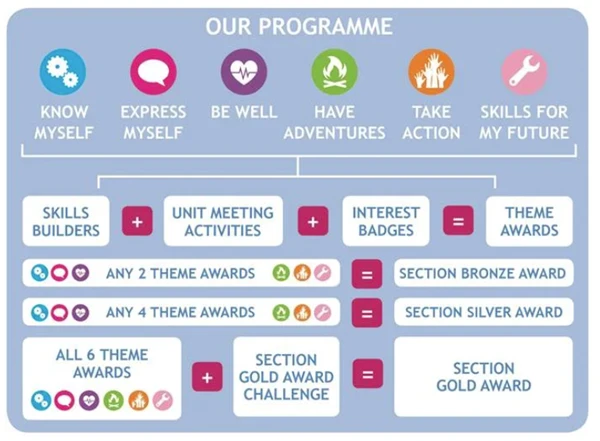 OUR PROGRAMME
KNOW
MYSELF
EXPRESS
MYSELF
BE WELL
HAVE
ADVENTURES
TAKE
ACTION
SKILLS FOR
MY FUTURE
SKILLS
BUILDERS
+
UNIT MEETING
ACTIVITIES
+
INTEREST
BADGES
=
THEME
AWARDS
ANY 2 THEME AWARDS
=
SECTION BRONZE AWARD
ANY 4 THEME AWARDS
=
SECTION SILVER AWARD
ALL 6 THEME
AWARDS
+
SECTION
GOLD AWARD
CHALLENGE
=
SECTION
GOLD AWARD